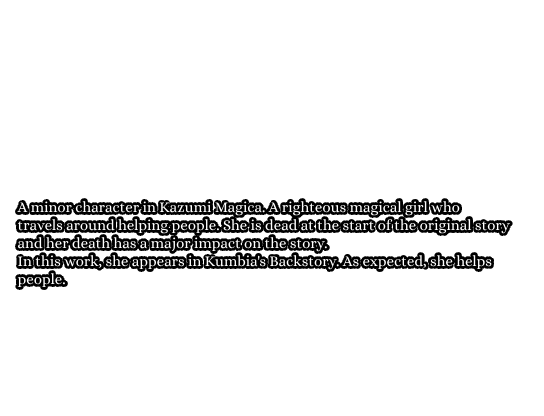 A minor character in Kazumi Magica. A righteous magical girl who
travels around helping people. She is dead at the start of the original story
and her death has a major impact on the story.
In this work, she appears in Kumbia's Backstory. As expected, she helps
people.